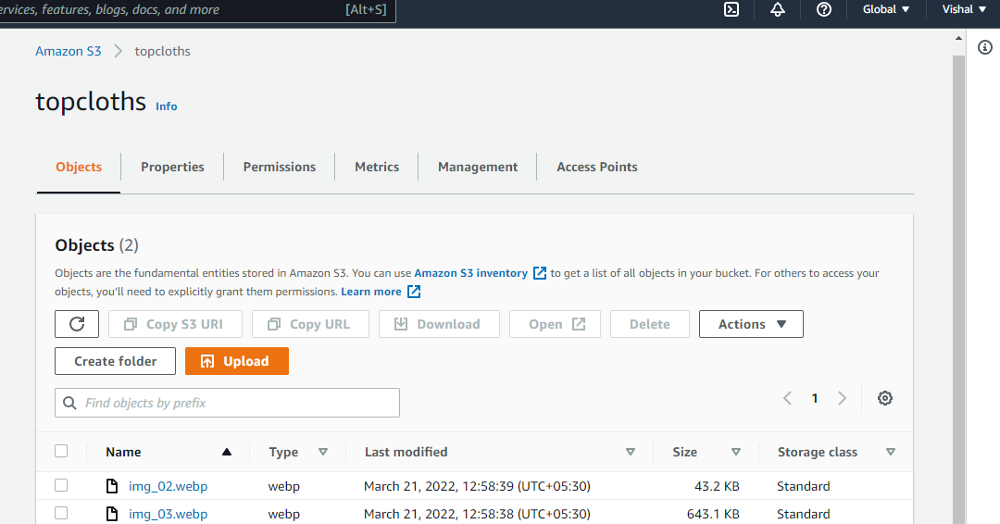 ervices, features, blogs, docs, and more [Alt+S] Global Vishal
Amazon S3 topcloths
topcloths Info
Objects Properties Permissions Metrics Management Access Points
Objects (2)
Objects are the fundamental entities stored in Amazon S3. You can use Amazon S3 inventory to get a list of all objects in your bucket. For others to access your
objects, you'll need to explicitly grant them permissions. Learn more
Copy S3 URI Copy URL Download Open Delete Actions
Create folder Upload
Find objects by prefix 1
Name Type Last modified Size Storage class
img_02.webp webp March 21, 2022, 12:58:39 (UTC+05:30) 43.2 KB Standard
img_03.webp webp March 21, 2022, 12:58:38 (UTC+05:30) 643.1 KB Standard